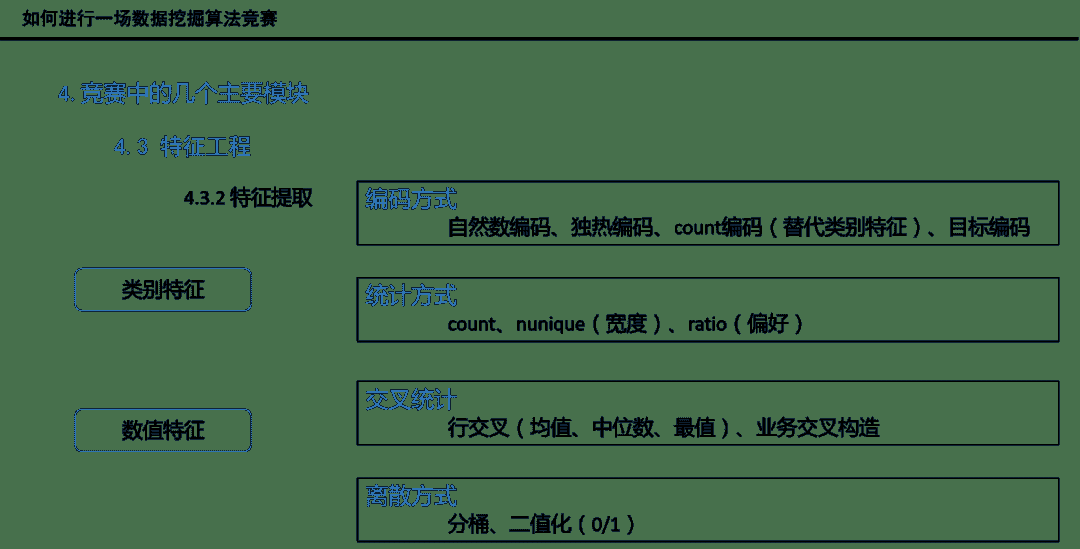 如何进行一场数据挖掘算法竞赛
4. 竞赛中的几个主要模块
4.3 特征工程
4.3.2 特征提取
编码方式
自然数编码、独热编码、count编码（替代类别特征）、目标编码
类别特征
统计方式
count、nunique（宽度）、ratio（偏好）
交叉统计
行交叉（均值、中位数、最值）、业务交叉构造
数值特征
离散方式
分桶、二值化（0/1）